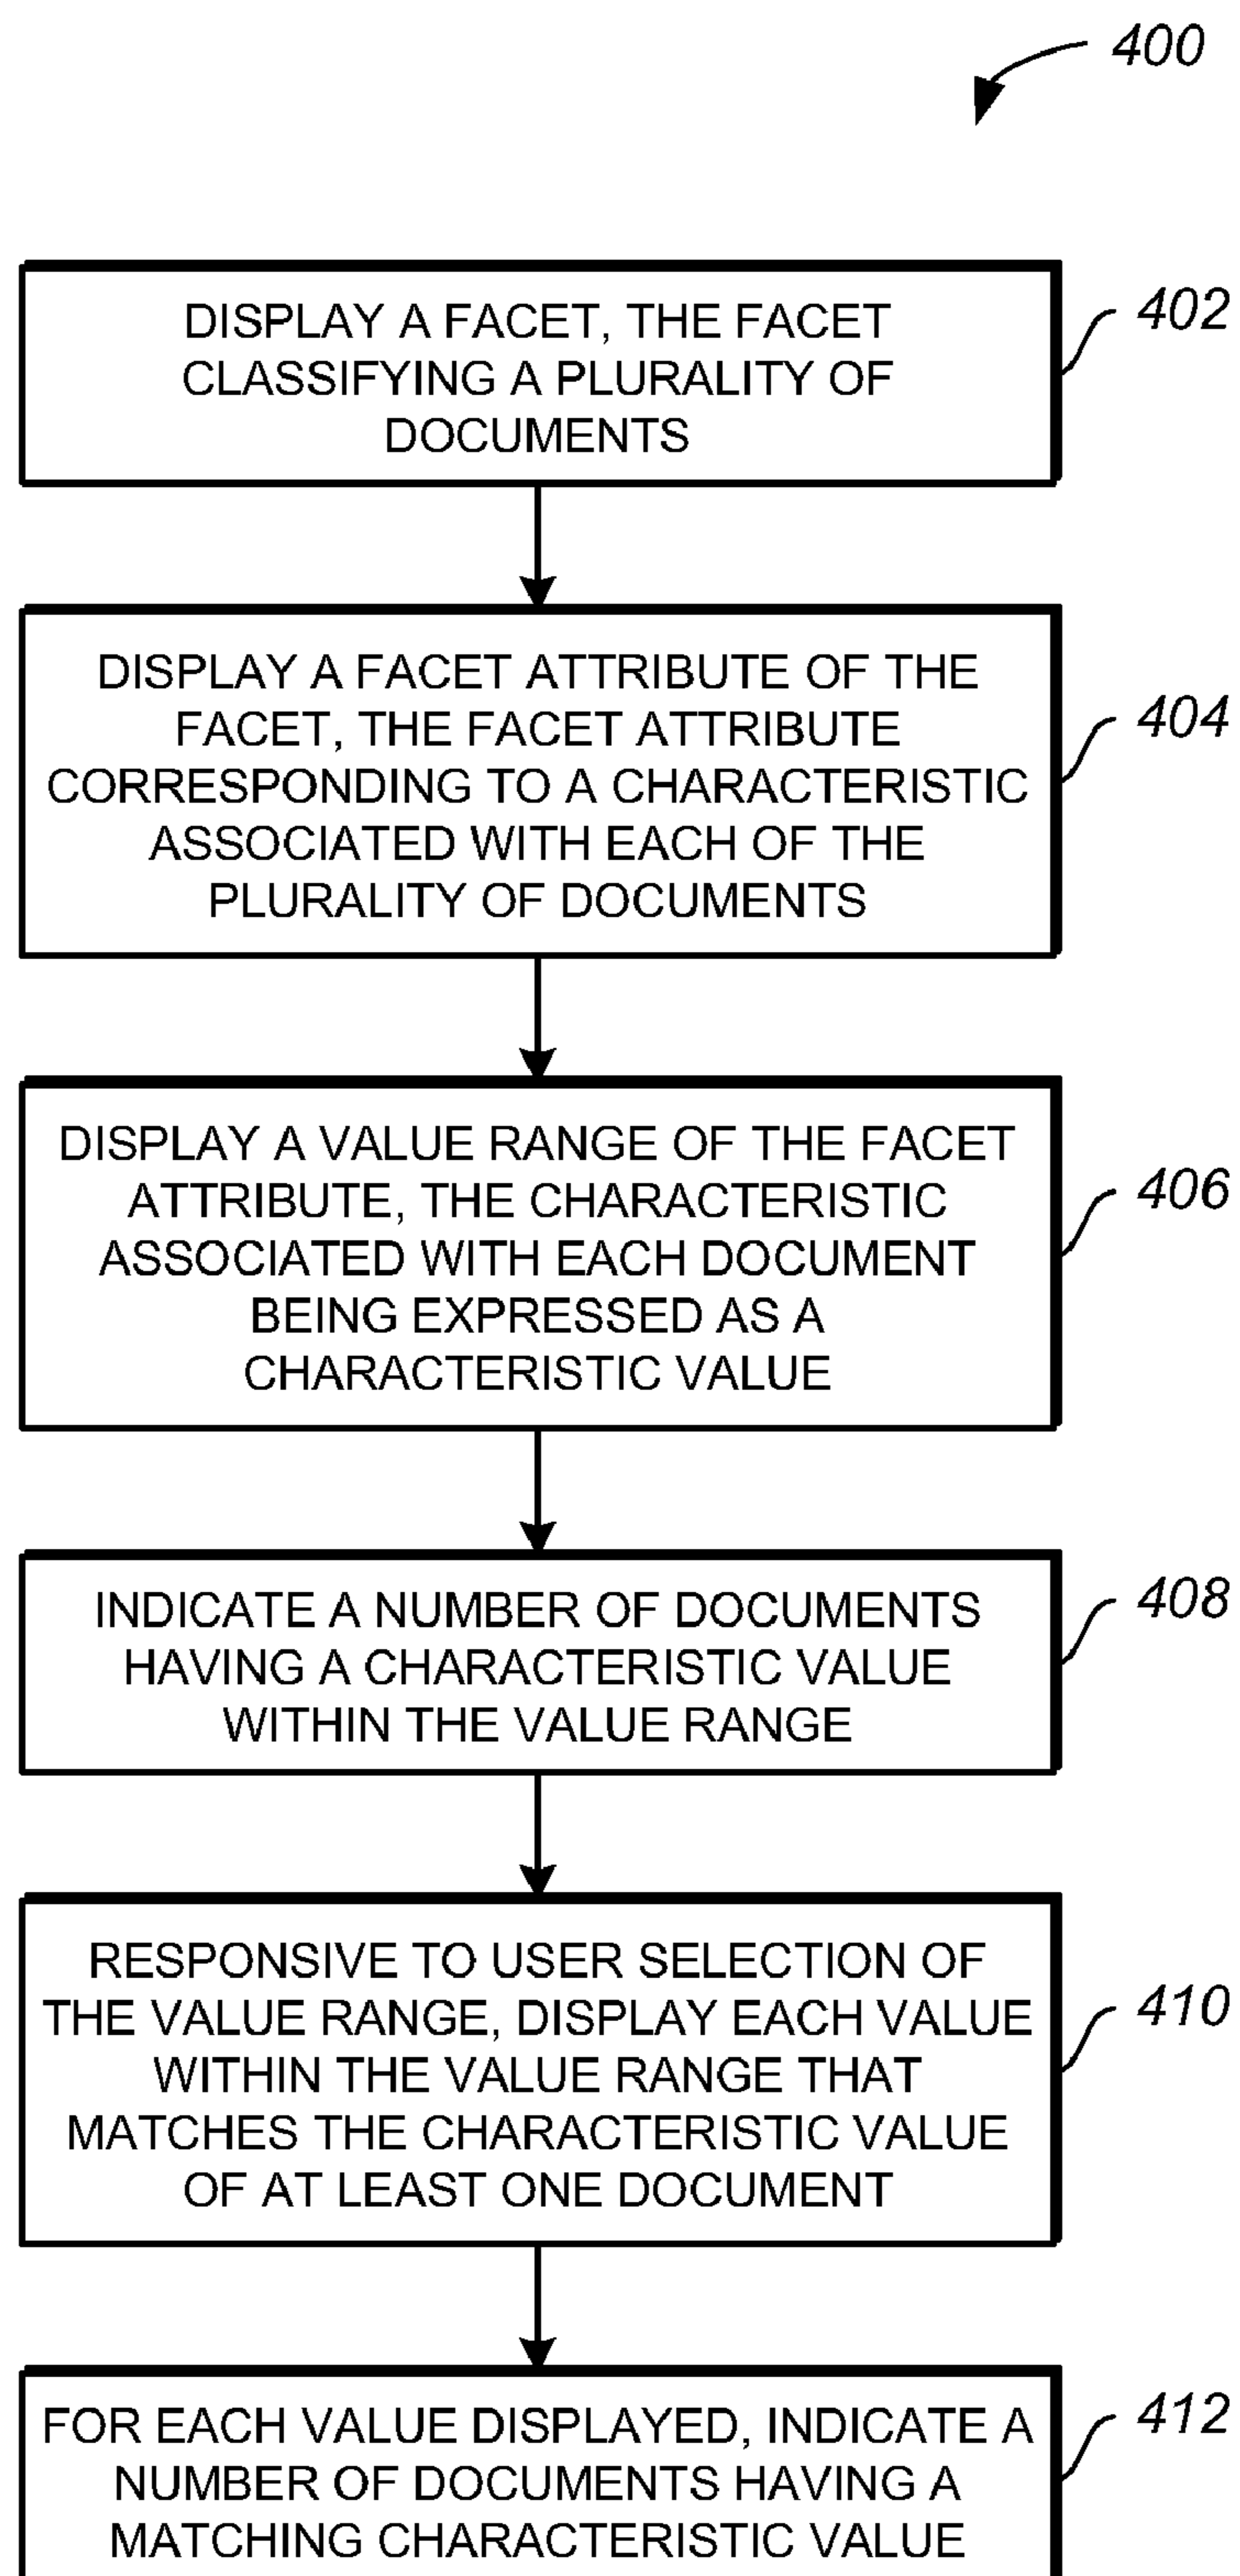 400
DISPLAY A FACET, THE FACET
CLASSIFYING A PLURALITY OF
DOCUMENTS
402
DISPLAY A FACET ATTRIBUTE OF THE
FACET, THE FACET ATTRIBUTE
CORRESPONDING TO A CHARACTERISTIC
ASSOCIATED WITH EACH OF THE
PLURALITY OF DOCUMENTS
404
DISPLAY A VALUE RANGE OF THE FACET
ATTRIBUTE, THE CHARACTERISTIC
ASSOCIATED WITH EACH DOCUMENT
BEING EXPRESSED AS A
CHARACTERISTIC VALUE
406
INDICATE A NUMBER OF DOCUMENTS
HAVING A CHARACTERISTIC VALUE
WITHIN THE VALUE RANGE
408
RESPONSIVE TO USER SELECTION OF
THE VALUE RANGE, DISPLAY EACH VALUE
WITHIN THE VALUE RANGE THAT
MATCHES THE CHARACTERISTIC VALUE
OF AT LEAST ONE DOCUMENT
410
FOR EACH VALUE DISPLAYED, INDICATE A
NUMBER OF DOCUMENTS HAVING A
MATCHING CHARACTERISTIC VALUE
412